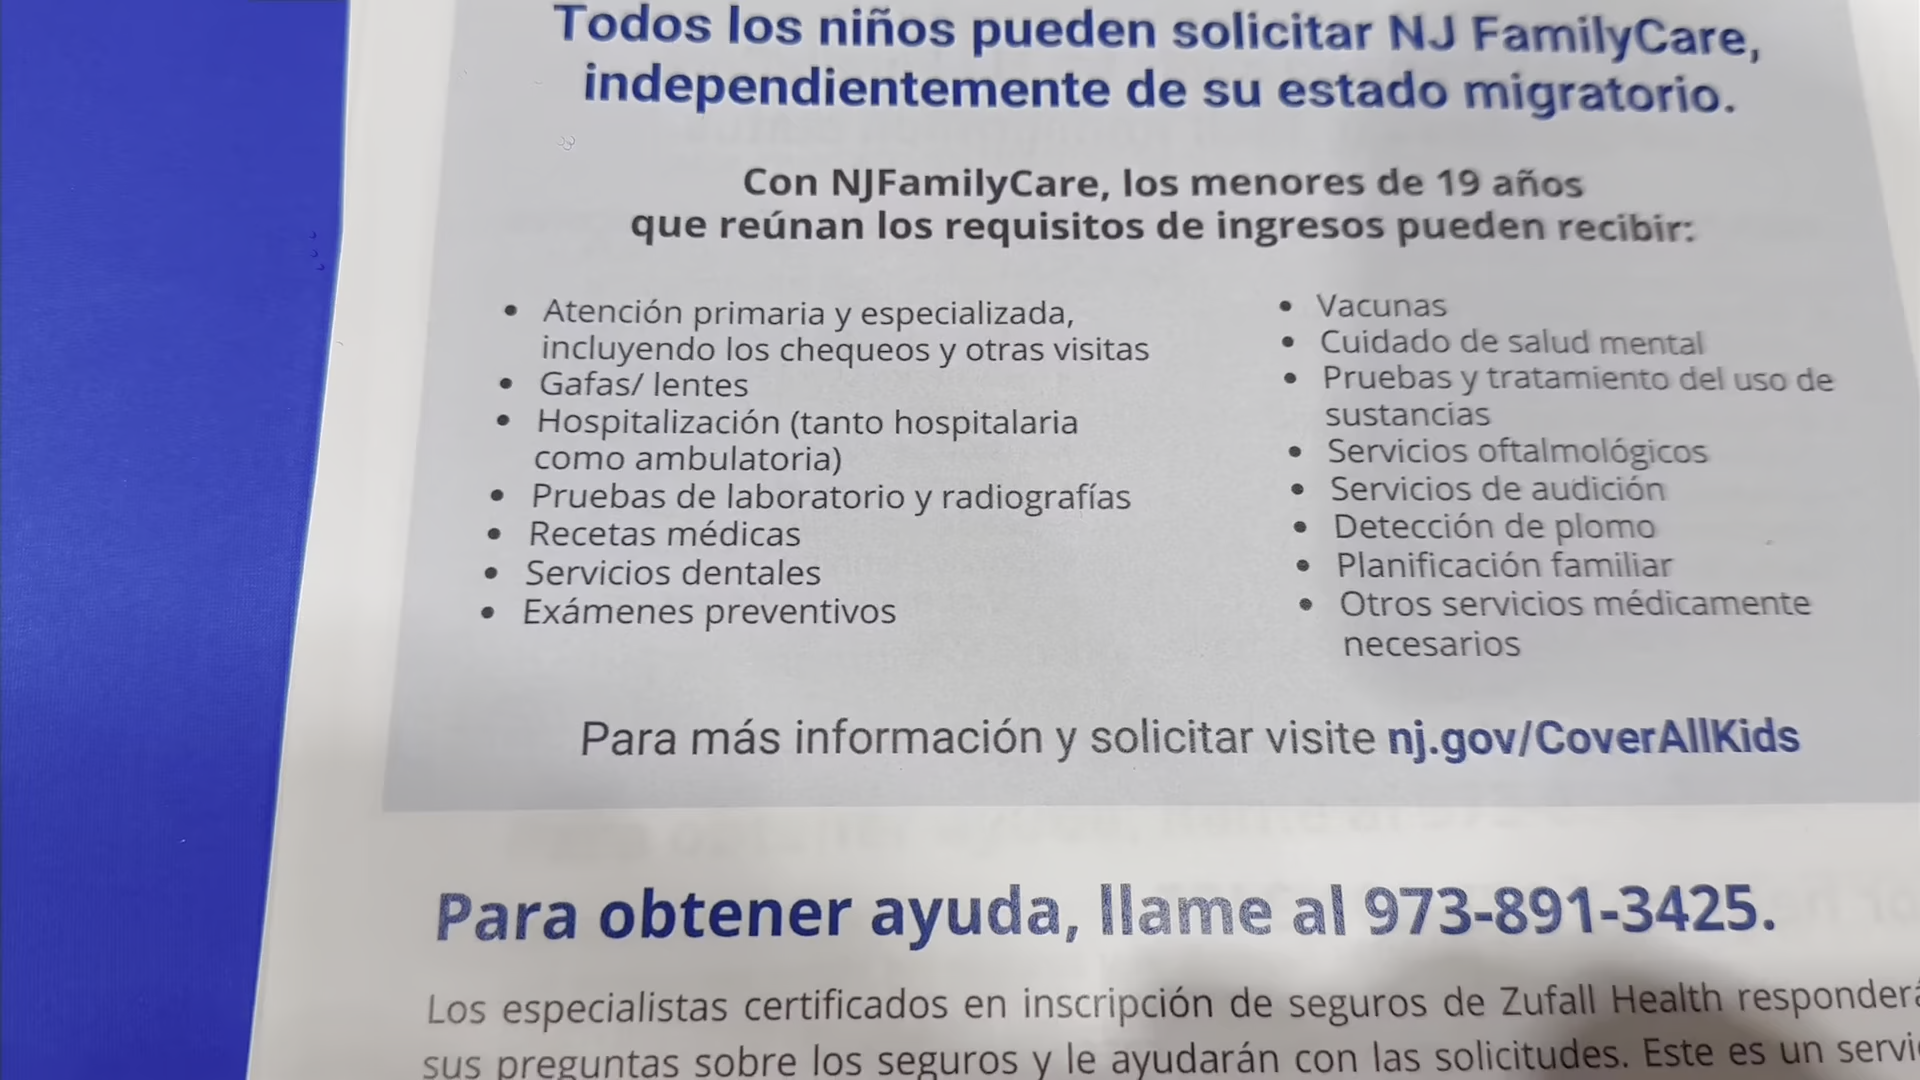 Todos los niños pueden solicitar NJ FamilyCare,
independientemente de su estado migratorio.
Con NJFamilyCare, los menores de 19 años
que reúnan los requisitos de ingresos pueden recibir:
• Atención primaria y especializada,
incluyendo los chequeos y otras visitas
• Gafas/ lentes
• Hospitalización (tanto hospitalaria
como ambulatoria)
• Pruebas de laboratorio y radiografías
• Recetas médicas
• Servicios dentales
• Exámenes preventivos
• Vacunas
• Cuidado de salud mental
• Pruebas y tratamiento del uso de
sustancias
• Servicios oftalmológicos
• Servicios de audición
• Detección de plomo
• Planificación familiar
• Otros servicios médicamente
necesarios
Para más información y solicitar visite nj.gov/CoverAllKids
Para obtener ayuda, llame al 973-891-3425.
Los especialistas certificados en inscripción de seguros de Zufall Health
sus preguntas sobre los seguros y le ayudarán con las solicitudes. Este es un